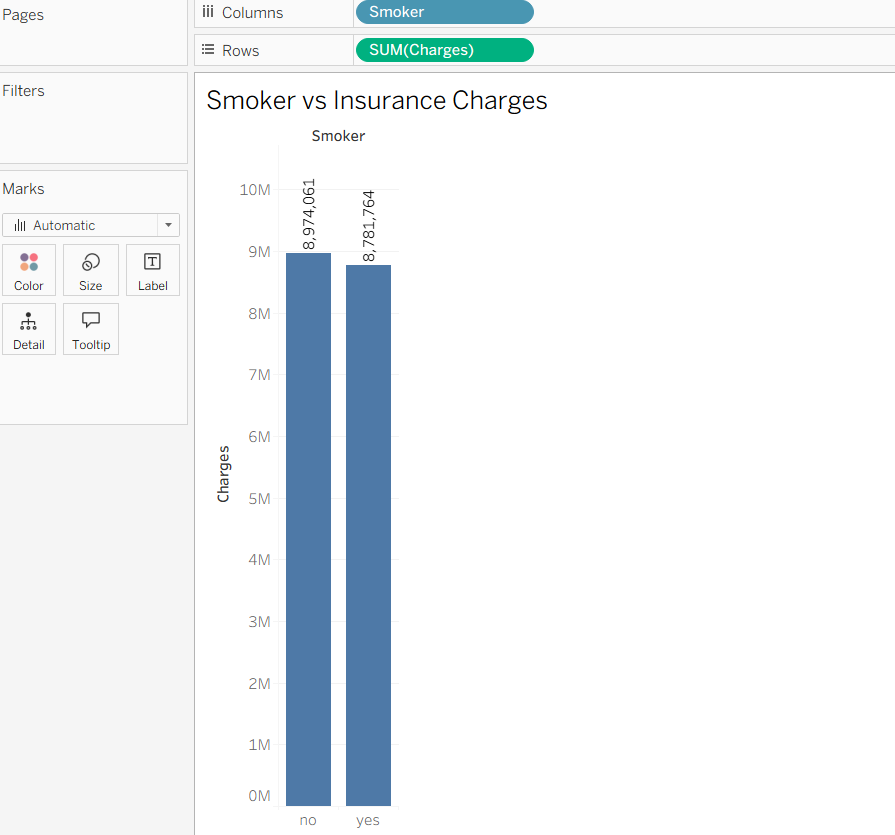 Pages
Columns
Smoker
Rows
SUM(Charges)
Filters
Smoker vs Insurance Charges
Smoker
Marks
Automatic
Color
Size
Label
Detail
Tooltip
10M
9M
8M
7M
6M
5M
4M
3M
2M
1M
0M
Charges
8,974,061
8,781,764
no
yes